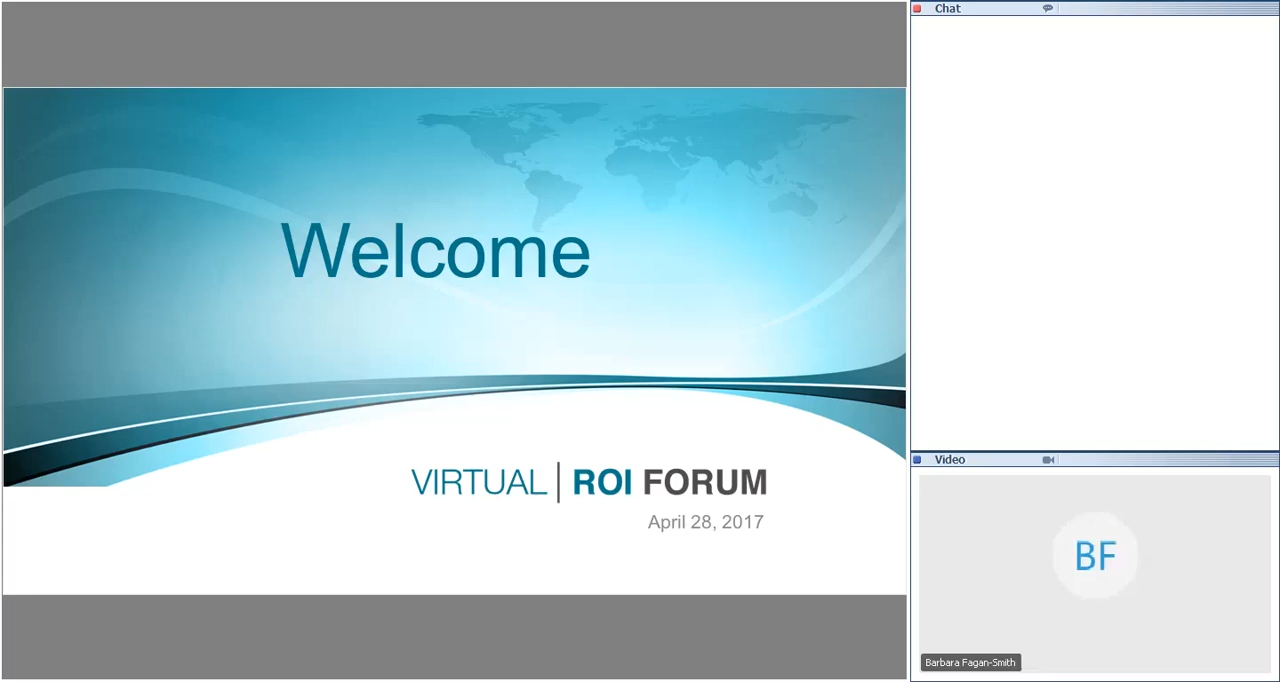 Welcome
VIRTUAL | ROI FORUM
April 28, 2017
Chat
Video
BF
Barbara Fagan-Smith